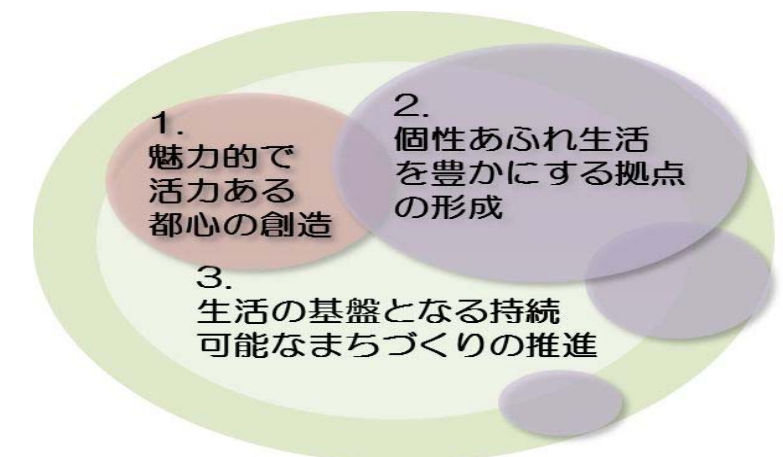 1.
魅力的で
活力ある
都心の創造
2.
個性あふれ生活
を豊かにする拠点
の形成
3.
生活の基盤となる持続
可能なまちづくりの推進